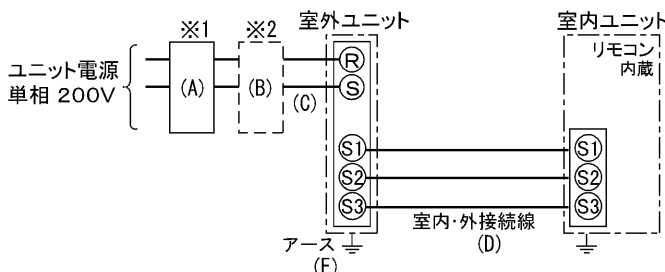 室外ユニット
室内ユニット
※1
※2
リモコン
内蔵
ユニット電源
単相 200V
(A)
(B)
(C)
R
S
S1
S2
S3
S1
S2
S3
室内・外接続線
(D)
アース
(E)